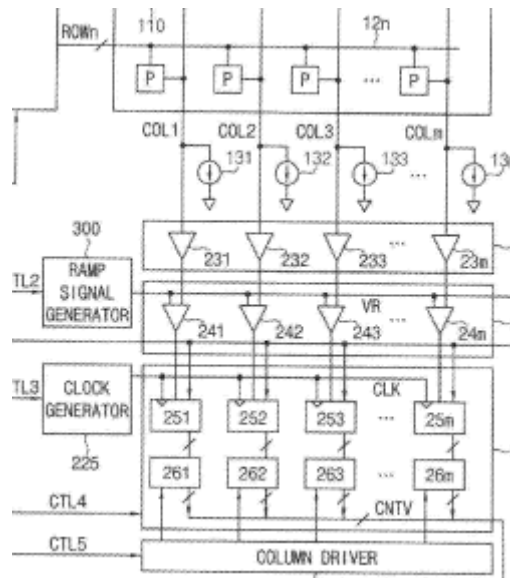 110
12n
ROWn
P P P ... P
COL1 COL2 COL3 COLm
131 132 133 ... 13
300
231 232 233 ... 23m
TL2
RAMP
SIGNAL
GENERATOR
VR
241 242 243 ... 24m
TL3
CLOCK
GENERATOR
CLK
225
251 252 253 ... 25m
261 262 263 ... 26m
CTL4
CNTV
CTL5
COLUMN DRIVER